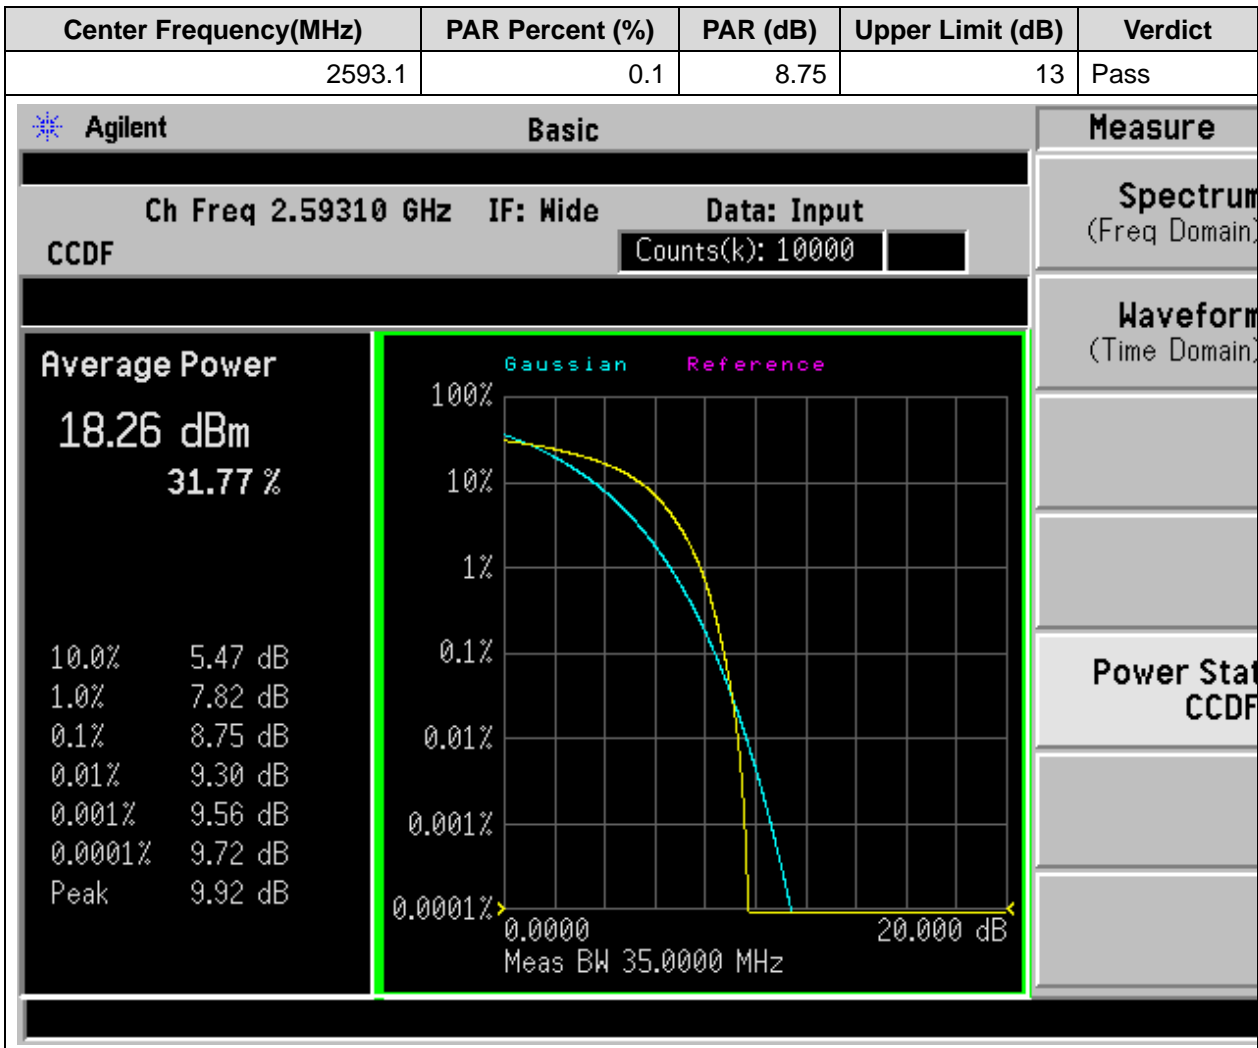 Center Frequency(MHz) PAR Percent (%) PAR (dB) Upper Limit (dB) Verdict
2593.1 0.1 8.75 13 Pass
Agilent Basic Measure
Ch Freq 2.59310 GHz IF: Wide Data: Input
CCDF Counts(k): 10000
Spectrum
(Freq Domain)
Waveform
(Time Domain)
Power Stat
CCDF
Average Power
18.26 dBm
31.77 %
10.0% 5.47 dB
1.0% 7.82 dB
0.1% 8.75 dB
0.01% 9.30 dB
0.001% 9.56 dB
0.0001% 9.72 dB
Peak 9.92 dB
Gaussian Reference
100%
10%
1%
0.1%
0.01%
0.001%
0.0001%
0.0000 20.000 dB
Meas BW 35.0000 MHz